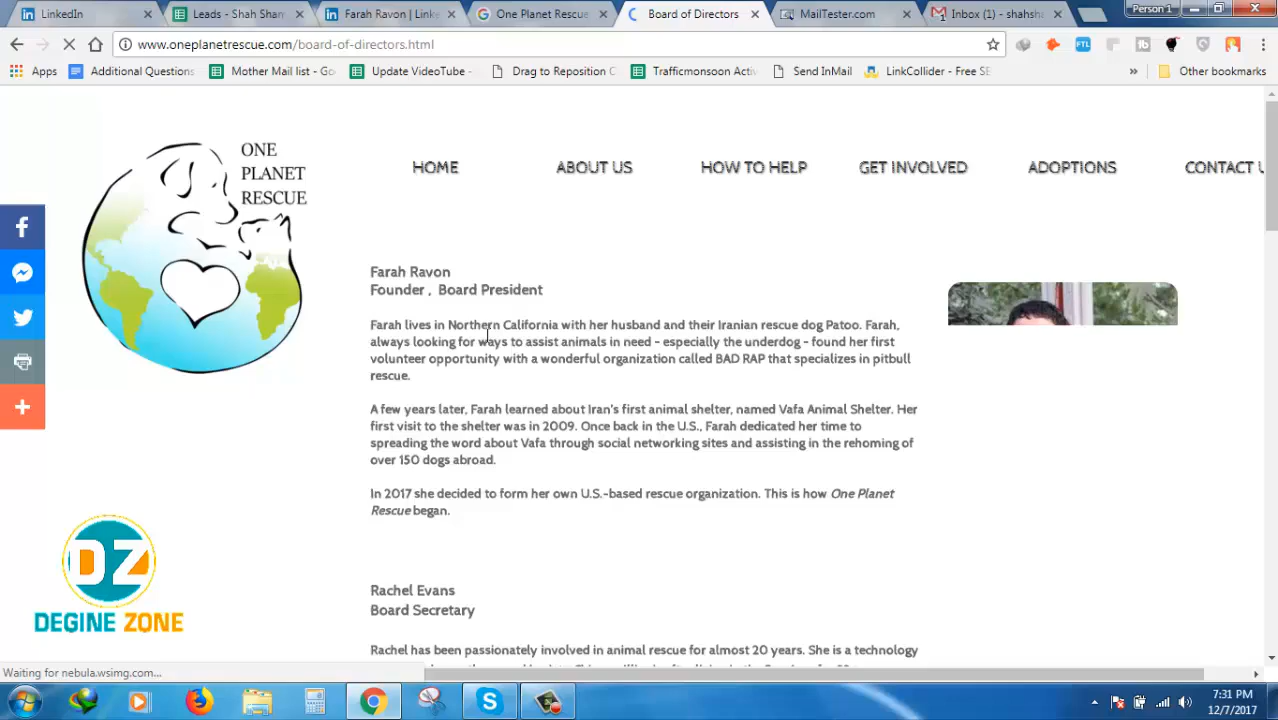 LinkedIn
Leads - Shah Sham
Farah Ravon | Linke
One Planet Rescue
Board of Directors
MailTester.com
Inbox (1) - shahsh
Person 1
www.oneplanetrescue.com/board-of-directors.html
FTL
Apps
Additional Questions
Mother Mail list - Go
Update VideoTube -
Drag to Reposition C
Trafficmonsoon Activ
Send InMail
LinkCollider - Free SE
»
Other bookmarks
ONE
PLANET
RESCUE
HOME
ABOUT US
HOW TO HELP
GET INVOLVED
ADOPTIONS
CONTACT U
Farah Ravon
Founder , Board President
Farah lives in Northern California with her husband and their Iranian rescue dog Patoo. Farah,
always looking for ways to assist animals in need - especially the underdog - found her first
volunteer opportunity with a wonderful organization called BAD RAP that specializes in pitbull
rescue.
A few years later, Farah learned about Iran's first animal shelter, named Vafa Animal Shelter. Her
first visit to the shelter was in 2009. Once back in the U.S., Farah dedicated her time to
spreading the word about Vafa through social networking sites and assisting in the rehoming of
over 150 dogs abroad.
In 2017 she decided to form her own U.S.-based rescue organization. This is how One Planet
Rescue began.
Rachel Evans
Board Secretary
Rachel has been passionately involved in animal rescue for almost 20 years. She is a technology
DZ
DEGINE ZONE
Waiting for nebula.wsimg.com...
7:31 PM
12/7/2017